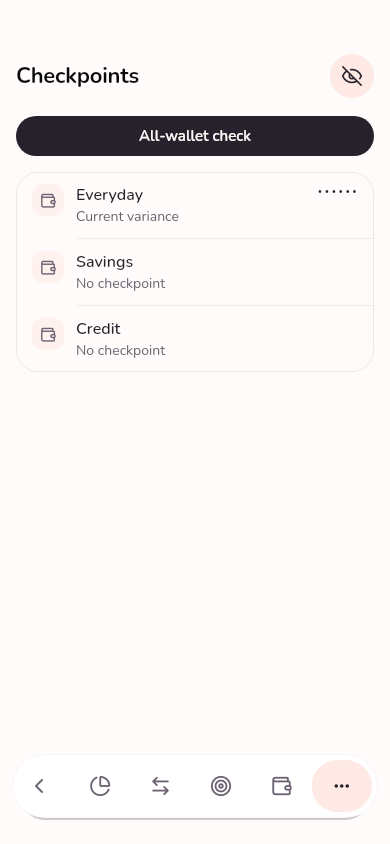 Checkpoints
All-wallet check
Everyday
••••••
Current variance
Savings
No checkpoint
Credit
No checkpoint